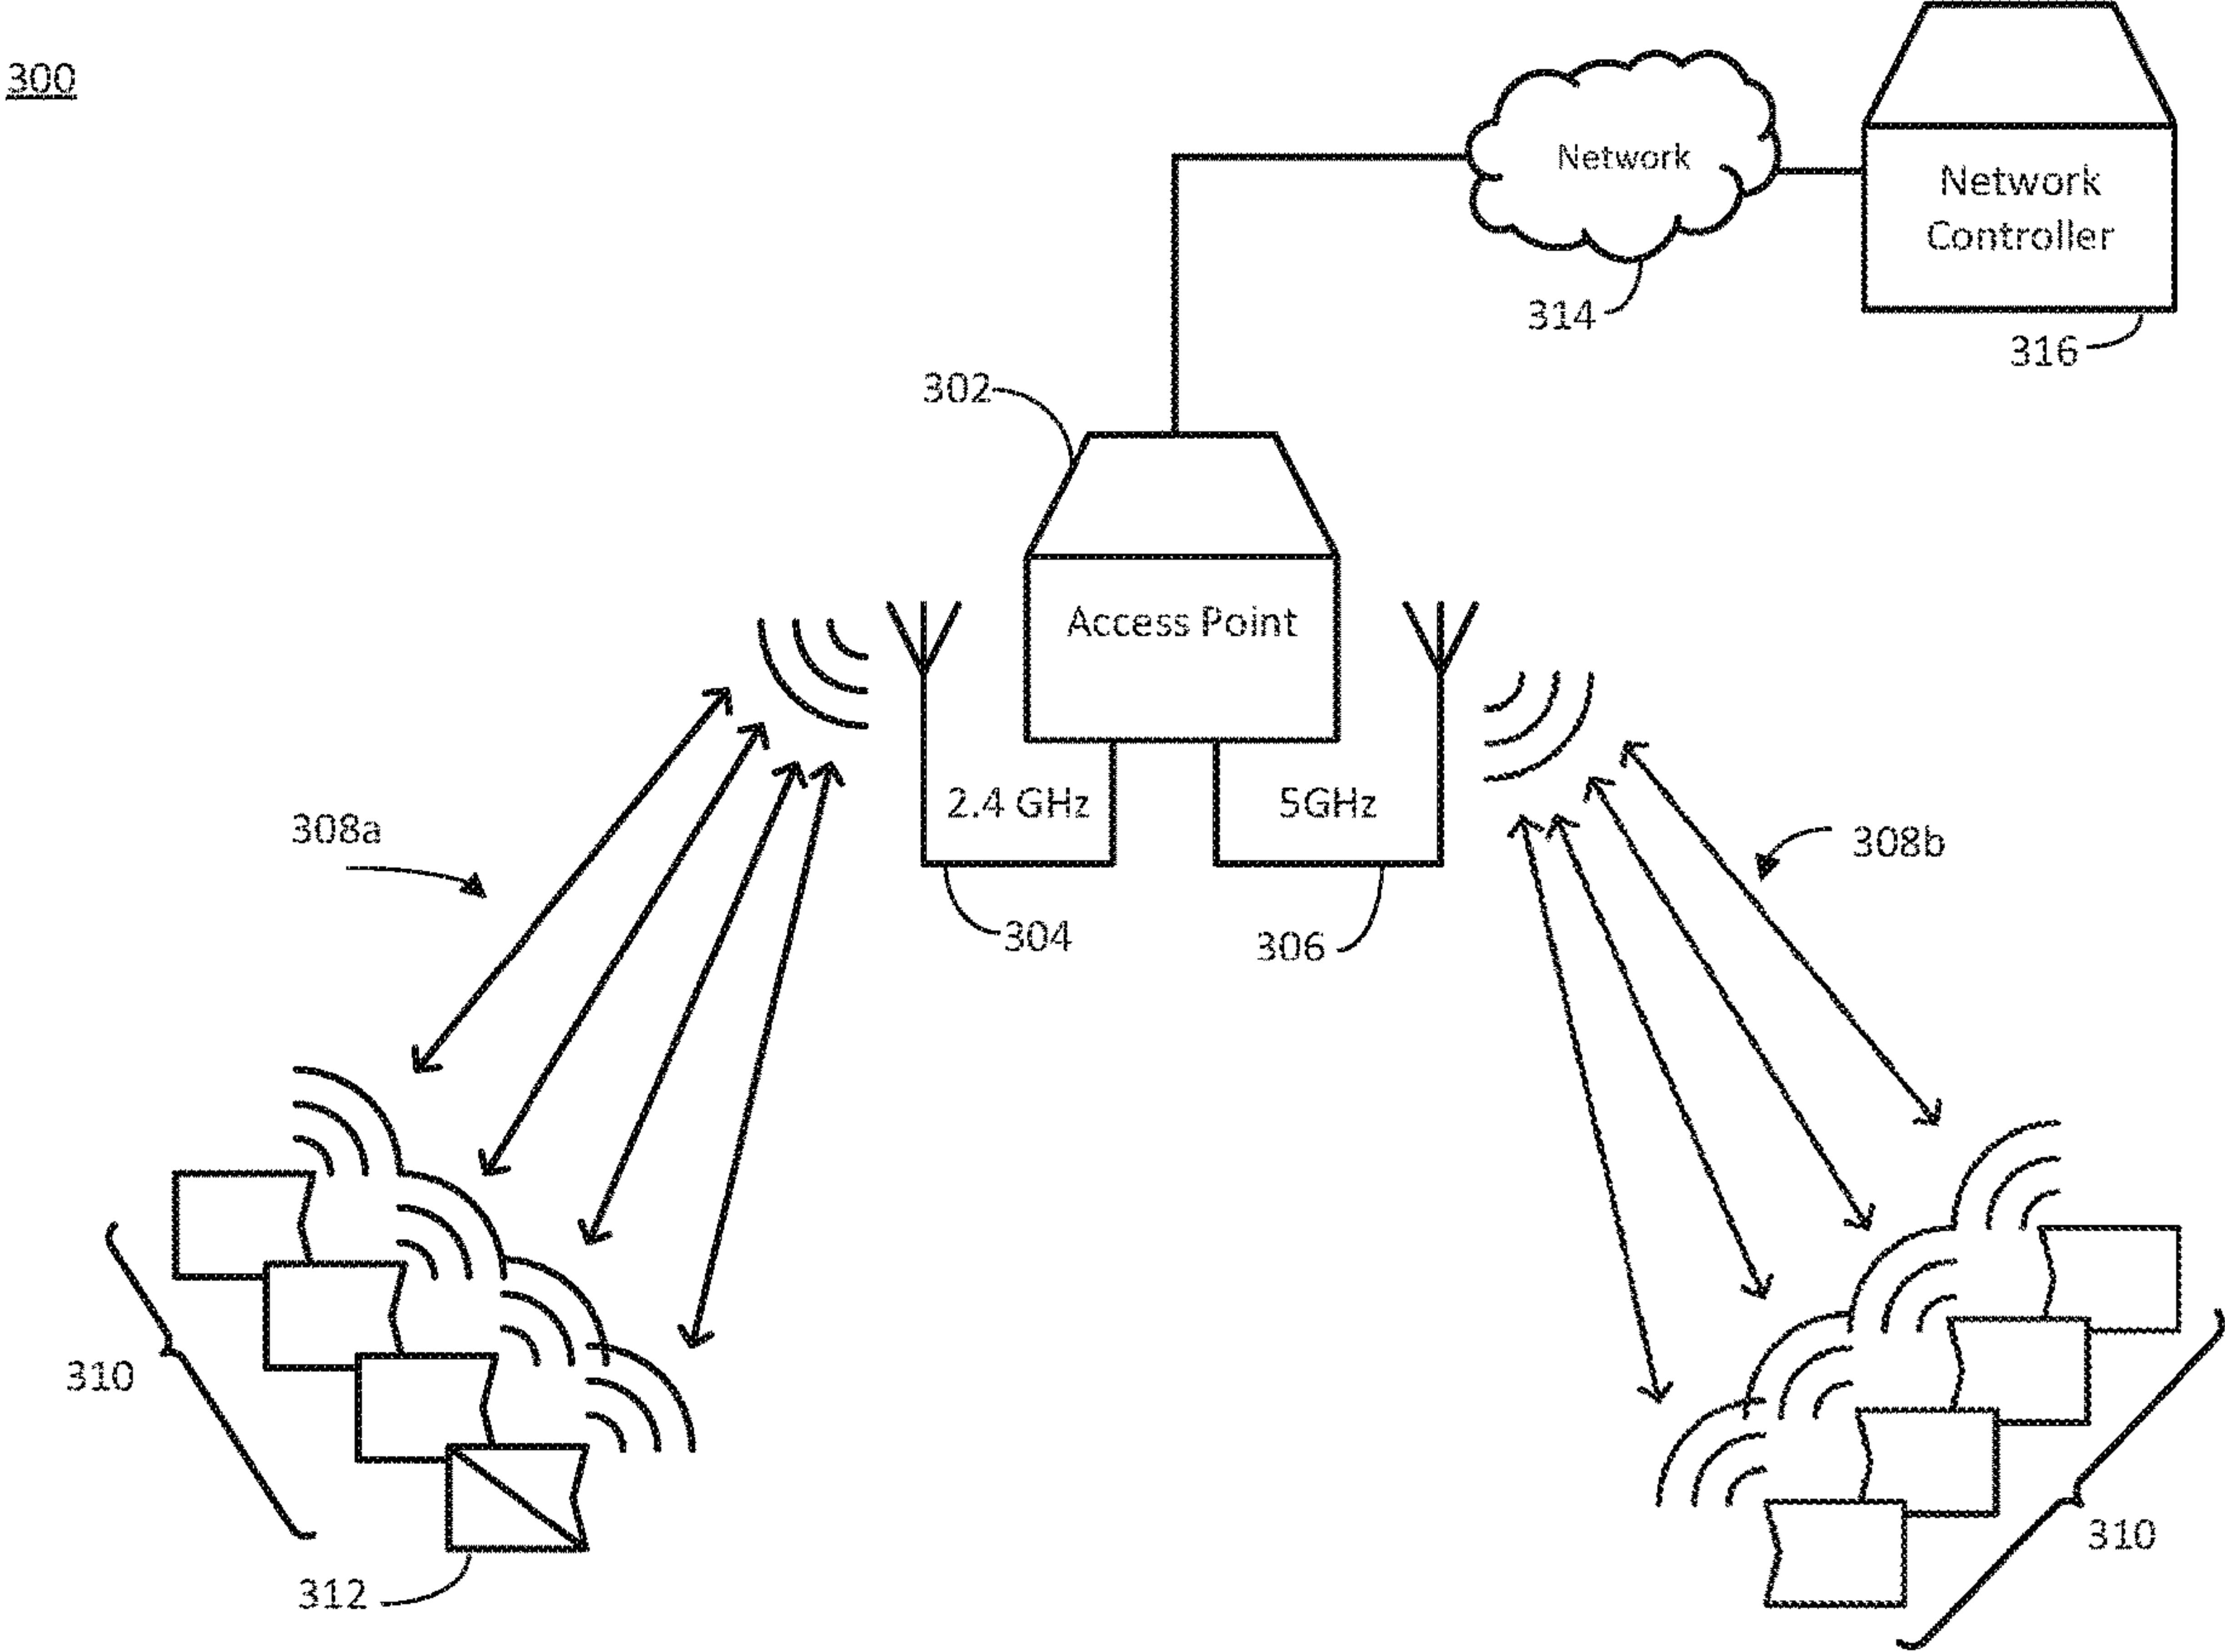 300
Network
Network
Controller
314
316
302
Access Point
2.4 GHz
5GHz
308a
308b
304
306
310
310
312